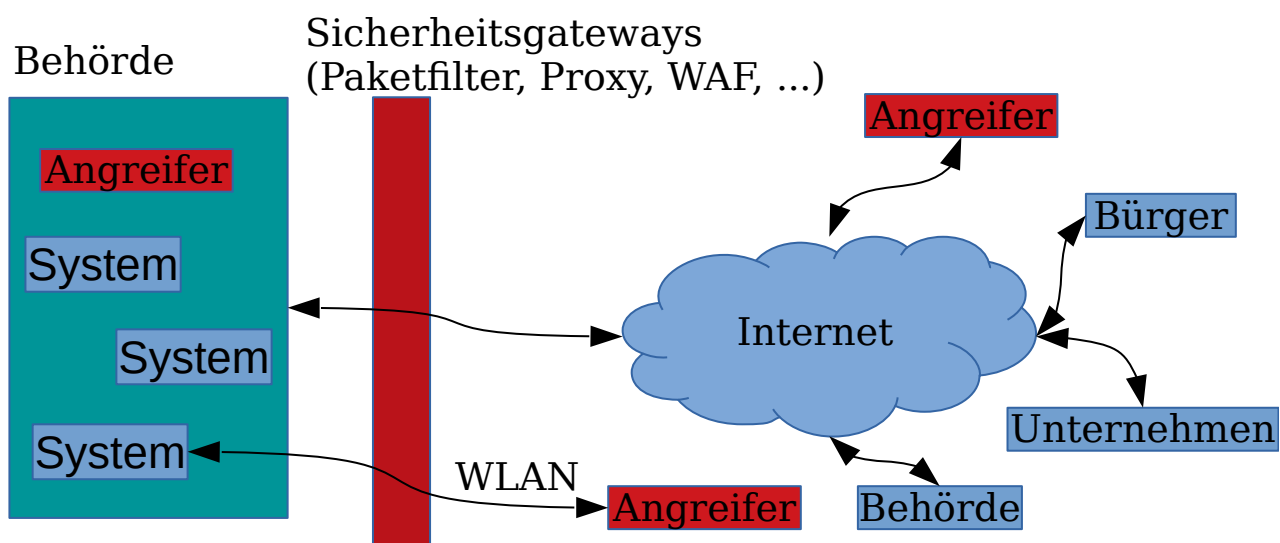 Behörde
Sicherheitsgateways
(Paketfilter, Proxy, WAF, ...)
Angreifer
Angreifer
Bürger
System
Internet
System
Unternehmen
System
WLAN
Angreifer
Behörde